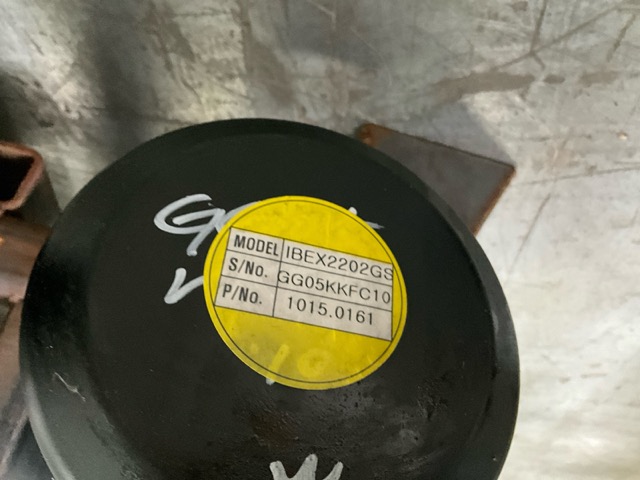 MODEL IBEX2202GS
S/No. GG05KKFC10
P/No. 1015.0161